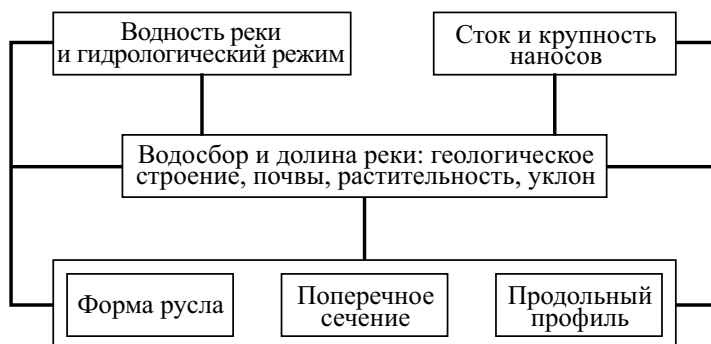 Водность реки
и гидрологический режим
Сток и крупность
наносов
Водосбор и долина реки: геологическое
строение, почвы, растительность, уклон
Форма русла
Поперечное
сечение
Продольный
профиль